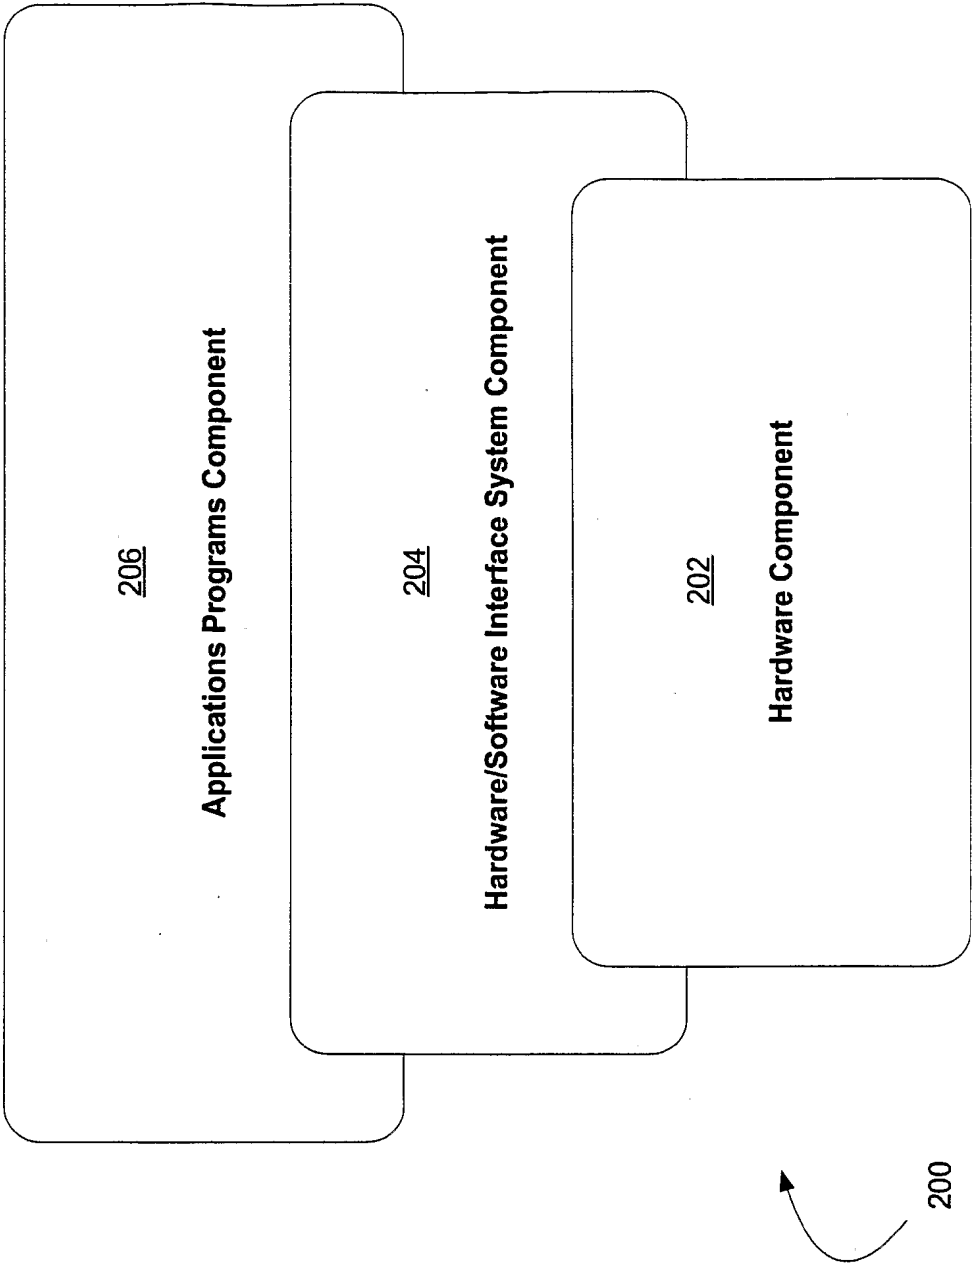 206
Applications Programs Component
204
Hardware/Software Interface System Component
202
Hardware Component
200